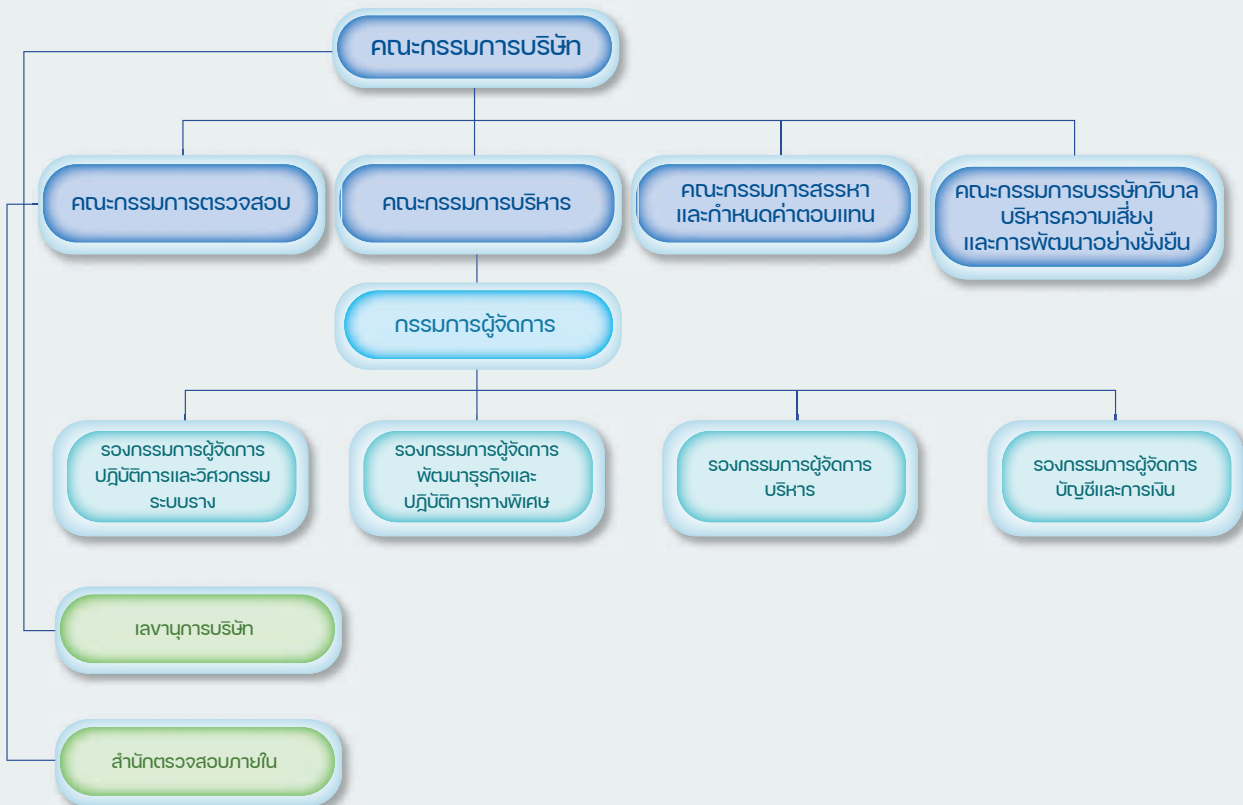 คณะกรรมการบริษัท
คณะกรรมการตรวจสอบ
คณะกรรมการบริหาร
คณะกรรมการสรรหา
และกำหนดค่าตอบแทน
คณะกรรมการบรรษัทภิบาล
บริหารความเสี่ยง
และการพัฒนาอย่างยั่งยืน
กรรมการผู้จัดการ
รองกรรมการผู้จัดการ
ปฏิบัติการและวิศวกรรม
ระบบราง
รองกรรมการผู้จัดการ
พัฒนาธุรกิจและ
ปฏิบัติการทางพิเศษ
รองกรรมการผู้จัดการ
บริหาร
รองกรรมการผู้จัดการ
บัญชีและการเงิน
เลขานุการบริษัท
สำนักตรวจสอบภายใน